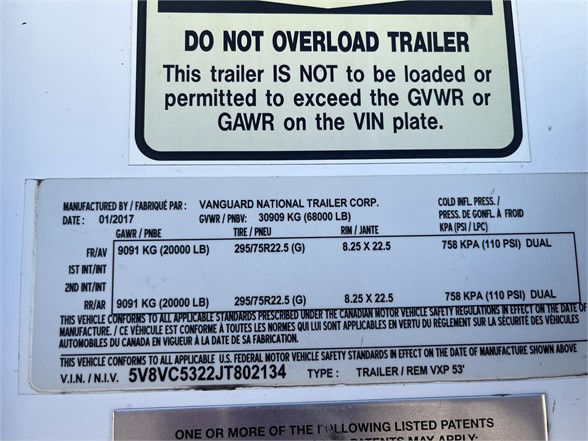 DO NOT OVERLOAD TRAILER
This trailer IS NOT to be loaded or
permitted to exceed the GVWR or
GAWR on the VIN plate.
MANUFACTURED BY / FABRIQUÉ PAR : VANGUARD NATIONAL TRAILER CORP.
DATE : 01/2017 GVWR / PNBV: 30909 KG (68000 LB)
COLD INFL. PRESS./
PRESS. DE GONFL. À FROID
KPA (PSI / LPC)
GAWR / PNBE TIRE / PNEU RIM / JANTE
FR/AV 9091 KG (20000 LB) 295/75R22.5 (G) 8.25 X 22.5 758 KPA (110 PSI) DUAL
1ST INT/INT
2ND INT/INT
RR/AR 9091 KG (20000 LB) 295/75R22.5 (G) 8.25 X 22.5 758 KPA (110 PSI) DUAL
THIS VEHICLE CONFORMS TO ALL APPLICABLE STANDARDS PRESCRIBED UNDER THE CANADIAN MOTOR VEHICLE SAFETY REGULATIONS IN EFFECT ON THE DATE OF
MANUFACTURE. / CE VÉHICULE EST CONFORME À TOUTES LES NORMES QUI LUI SONT APPLICABLES EN VERTU DU RÈGLEMENT SUR LA SÉCURITÉ DES VÉHICULES
AUTOMOBILES DU CANADA EN VIGUEUR À LA DATE DE SA FABRICATION.
THIS VEHICLE CONFORMS TO ALL APPLICABLE U.S. FEDERAL MOTOR VEHICLE SAFETY STANDARDS IN EFFECT ON THE DATE OF MANUFACTURE SHOWN ABOVE
V.I.N. / N.I.V. 5V8VC5322JT802134 TYPE : TRAILER / REM VXP 53'
ONE OR MORE OF THE FOLLOWING LISTED PATENTS
PATENTS MAY APPLY